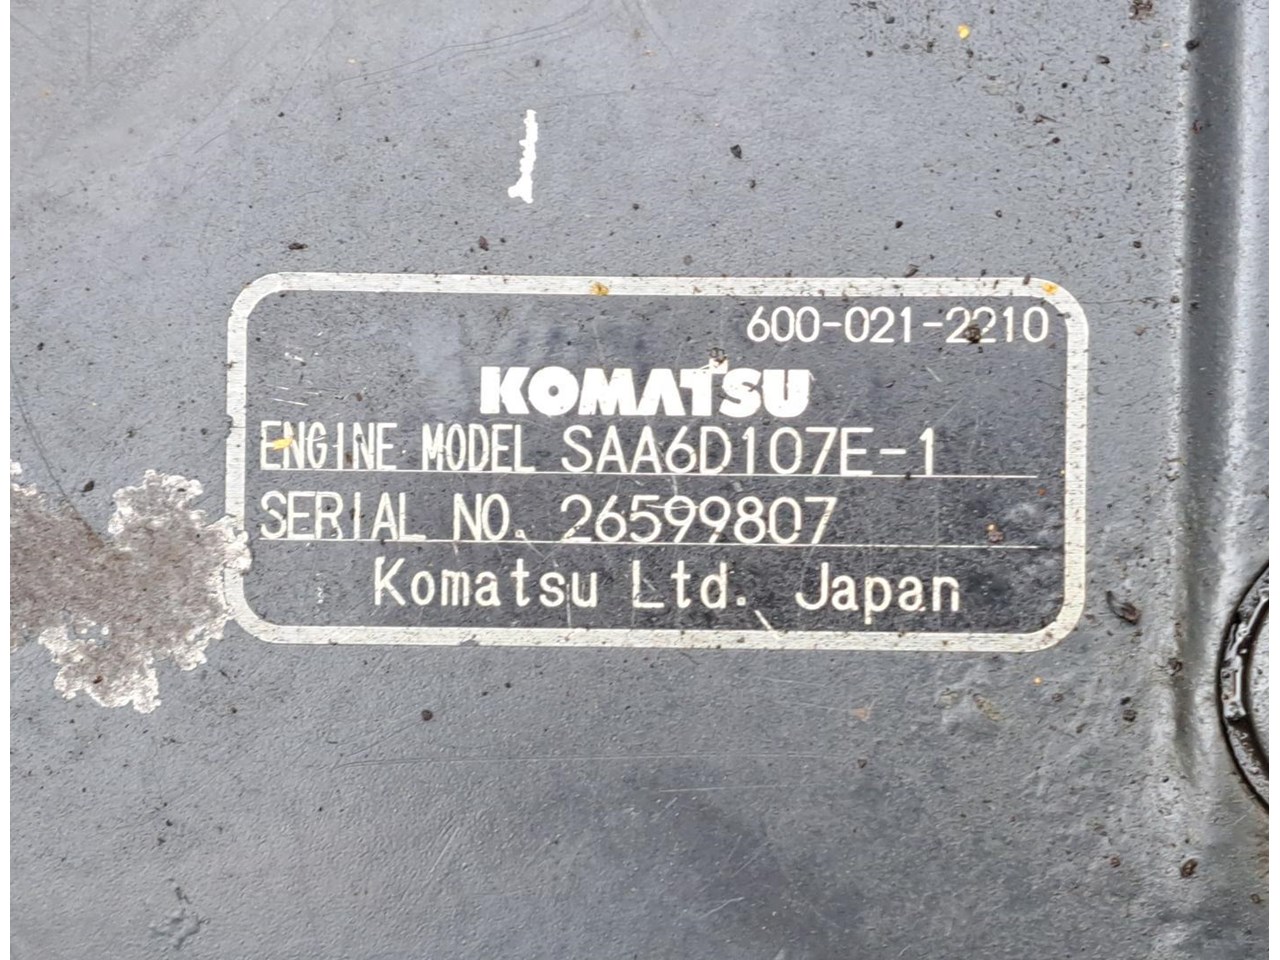 600-021-2210
KOMATSU
ENGINE MODEL SAA6D107E-1
SERIAL NO. 26599807
Komatsu Ltd. Japan